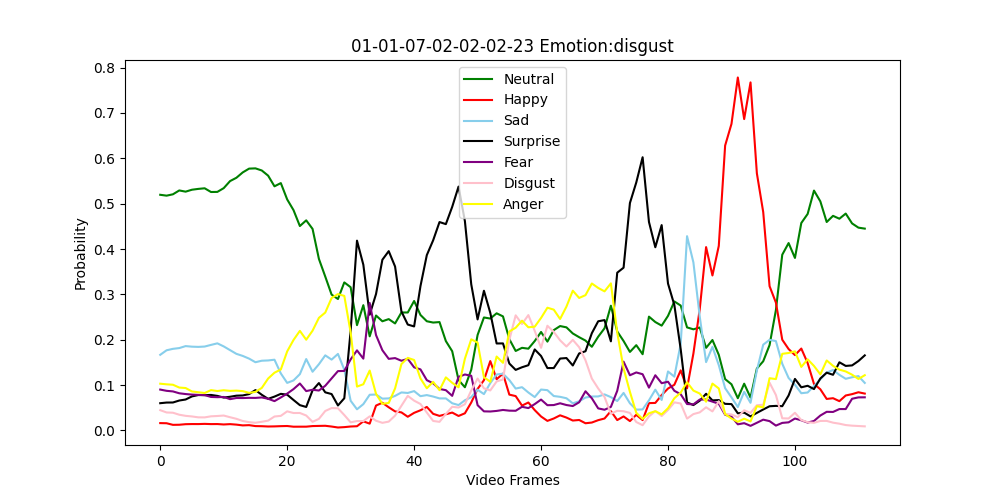 01-01-07-02-02-02-23 Emotion:disgust
Probability
0.8
0.7
0.6
0.5
0.4
0.3
0.2
0.1
0.0
Neutral
Happy
Sad
Surprise
Fear
Disgust
Anger
0 20 40 60 80 100
Video Frames